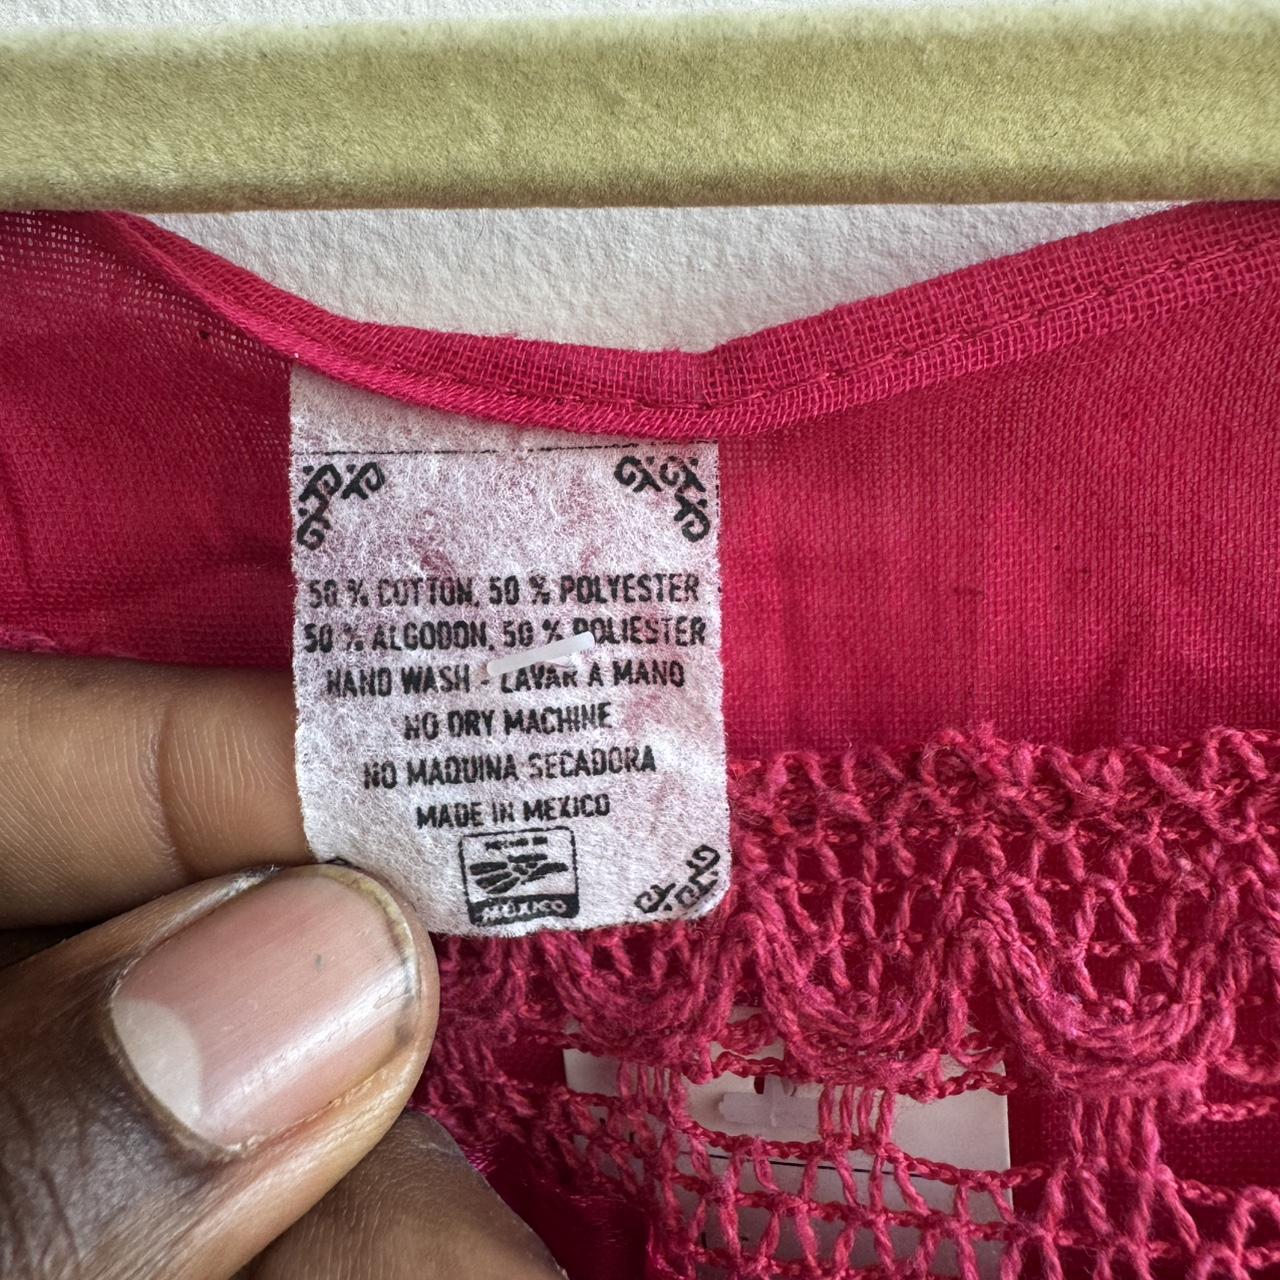 50 % COTTON, 50 % POLYESTER
50 % ALGODON, 50 % POLIESTER
HAND WASH - LAVAR A MANO
NO DRY MACHINE
NO MAQUINA SECADORA
MADE IN MEXICO
MÉXICO